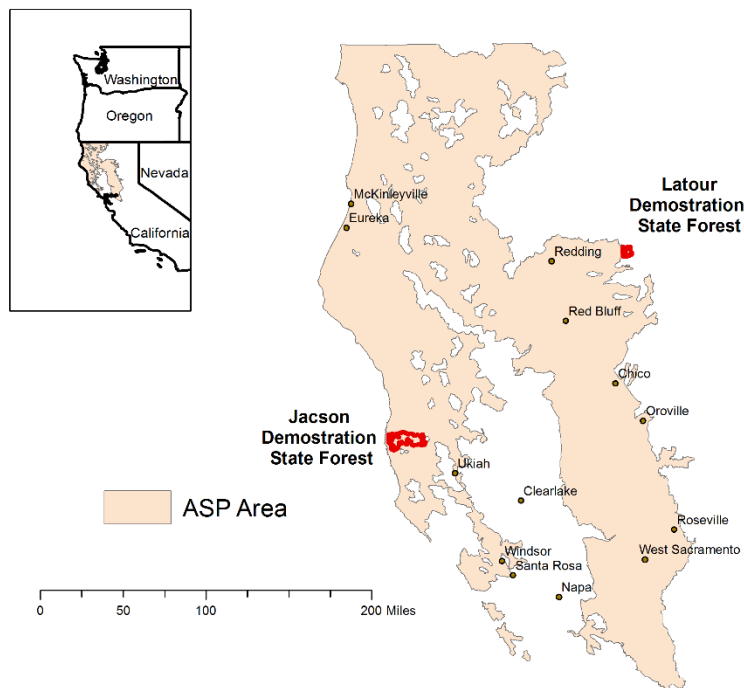 Washington
Oregon
Nevada
California
McKinleyville
Eureka
Latour
Demostration
State Forest
Redding
Red Bluff
Chico
Oroville
Jacson
Demostration
State Forest
Ukiah
Clearlake
ASP Area
Roseville
West Sacramento
Windsor
Santa Rosa
Napa
0 50 100 200 Miles